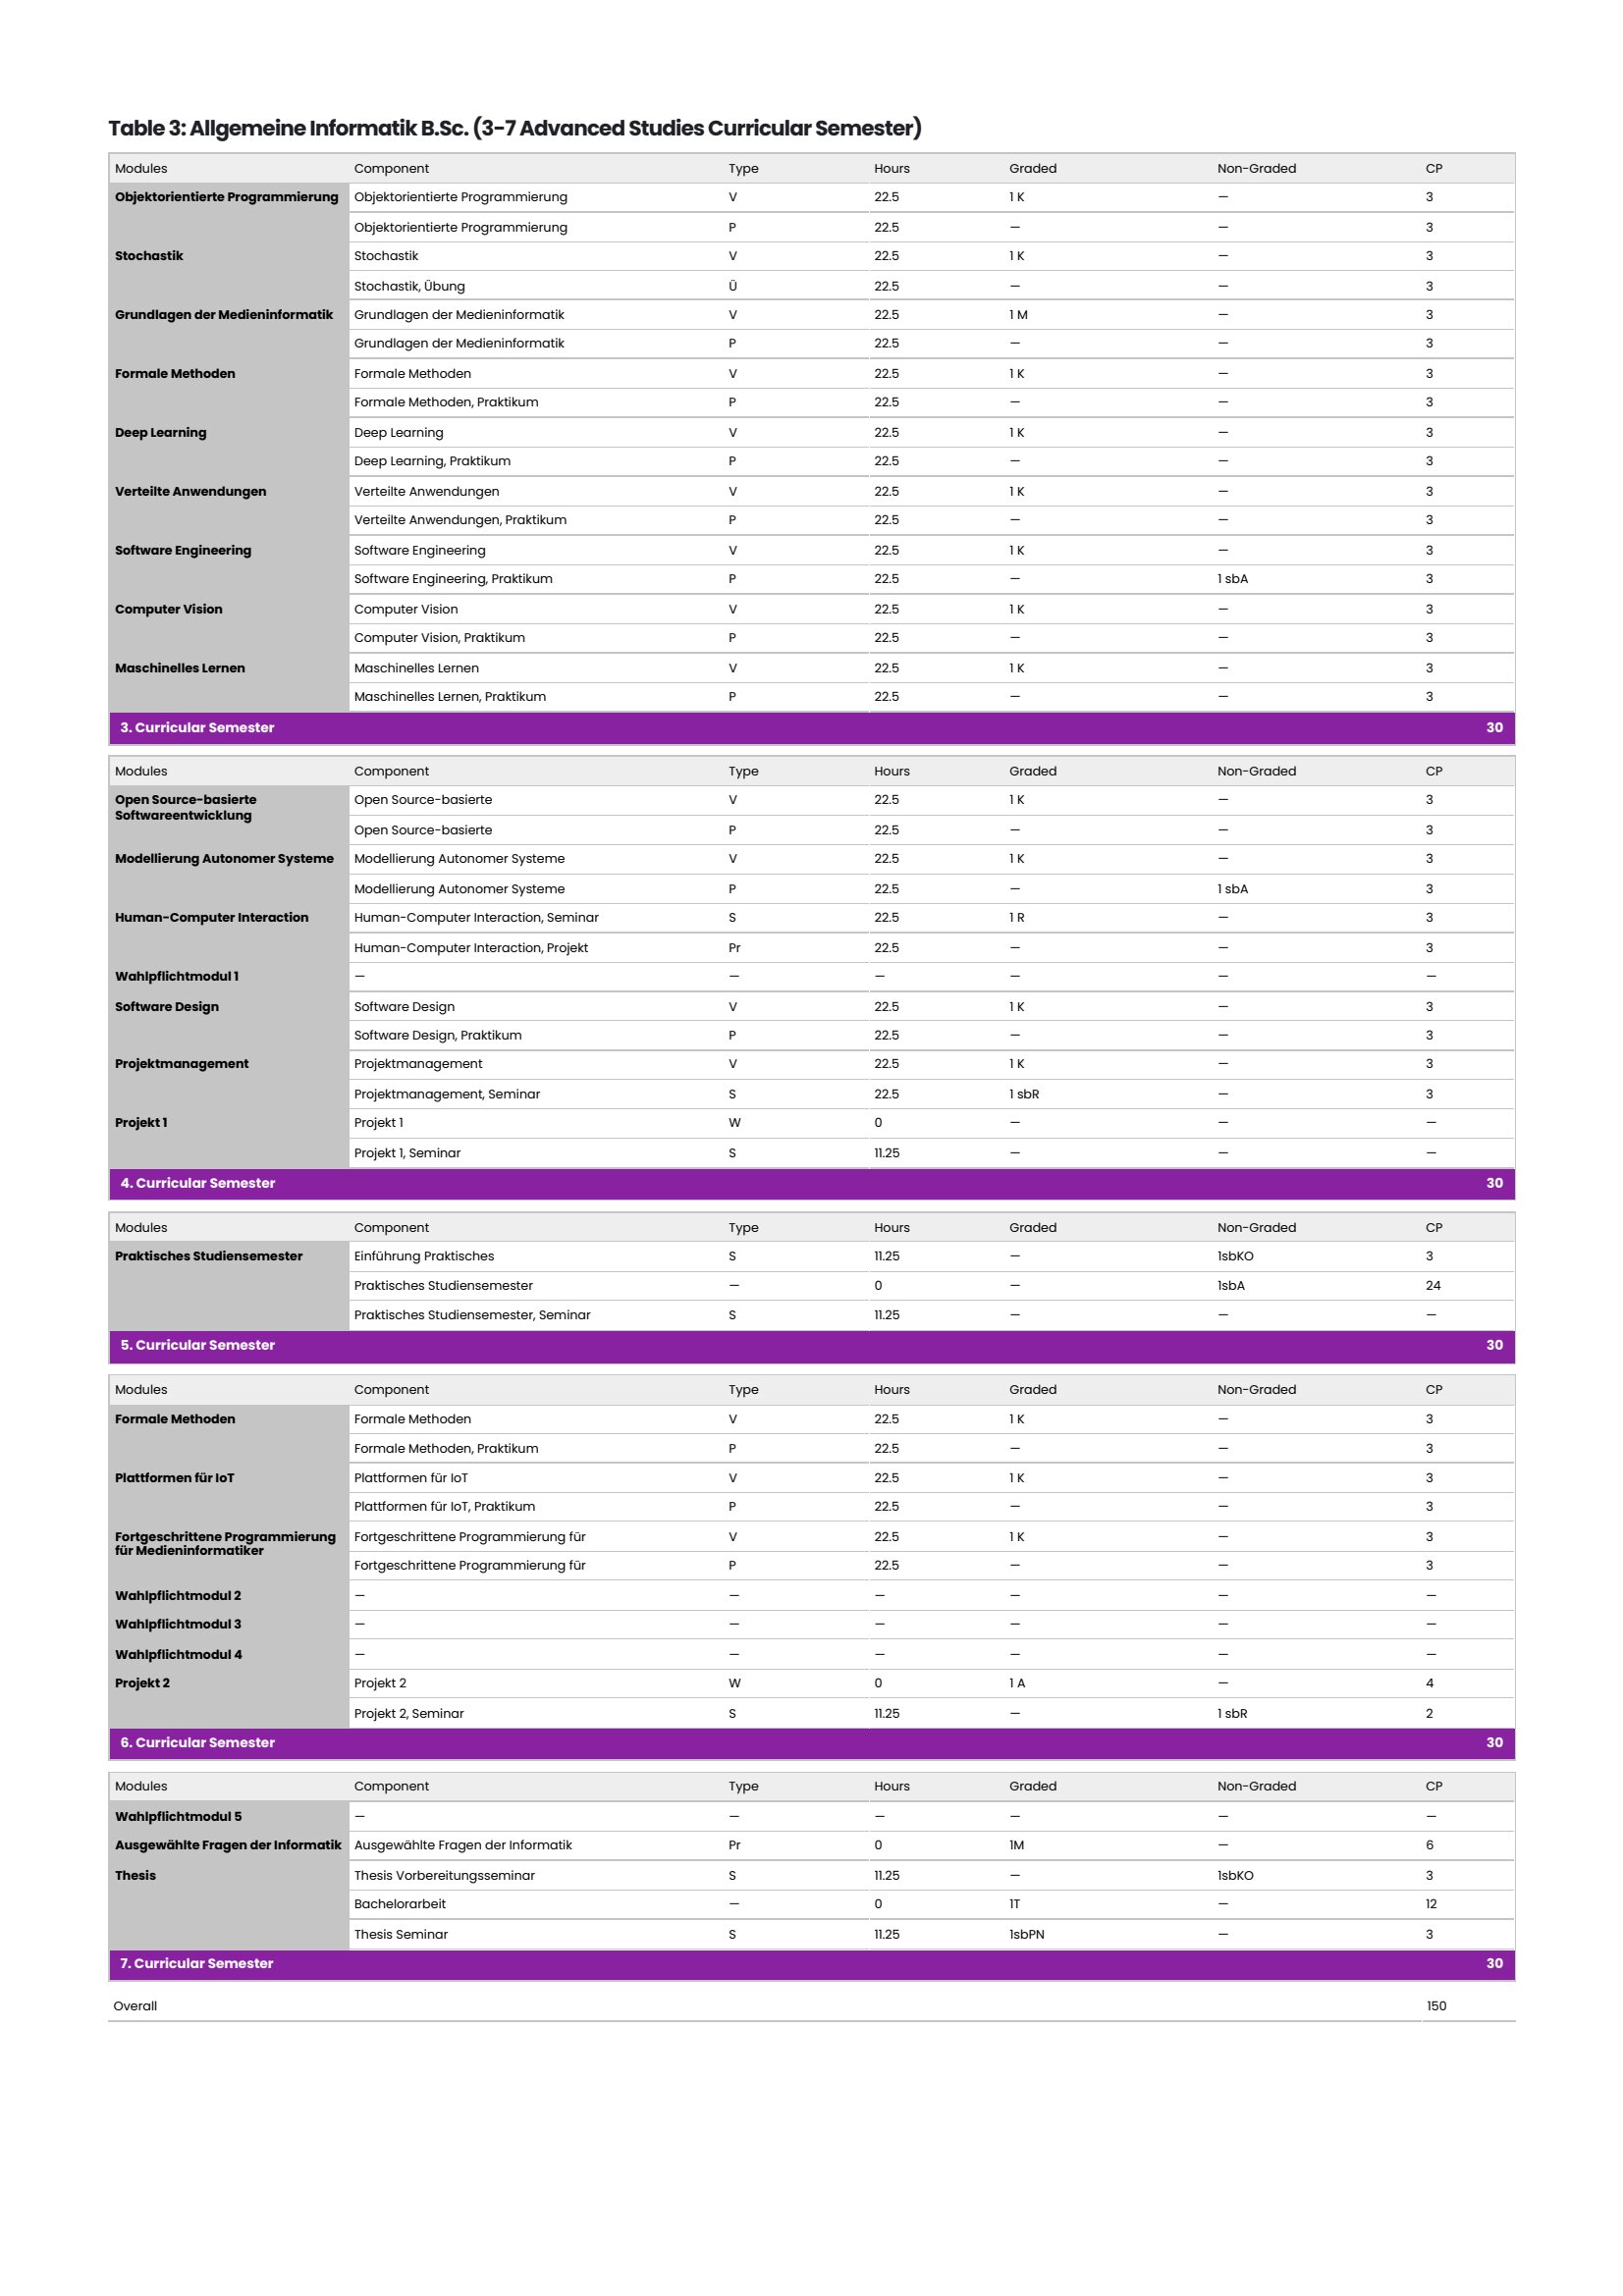 Table 3: Allgemeine Informatik B.Sc. (3-7 Advanced Studies Curricular Semester)
Modules Component Type Hours Graded Non-Graded CP
Objektorientierte Programmierung Objektorientierte Programmierung V 22.5 1 K — 3
Objektorientierte Programmierung P 22.5 — — 3
Stochastik Stochastik V 22.5 1 K — 3
Stochastik, Übung Ü 22.5 — — 3
Grundlagen der Medieninformatik Grundlagen der Medieninformatik V 22.5 1 M — 3
Grundlagen der Medieninformatik P 22.5 — — 3
Formale Methoden Formale Methoden V 22.5 1 K — 3
Formale Methoden, Praktikum P 22.5 — — 3
Deep Learning Deep Learning V 22.5 1 K — 3
Deep Learning, Praktikum P 22.5 — — 3
Verteilte Anwendungen Verteilte Anwendungen V 22.5 1 K — 3
Verteilte Anwendungen, Praktikum P 22.5 — — 3
Software Engineering Software Engineering V 22.5 1 K — 3
Software Engineering, Praktikum P 22.5 — 1 sbA 3
Computer Vision Computer Vision V 22.5 1 K — 3
Computer Vision, Praktikum P 22.5 — — 3
Maschinelles Lernen Maschinelles Lernen V 22.5 1 K — 3
Maschinelles Lernen, Praktikum P 22.5 — — 3
3. Curricular Semester 30
Modules Component Type Hours Graded Non-Graded CP
Open Source-basierte Open Source-basierte V 22.5 1 K — 3
Softwareentwicklung
Open Source-basierte P 22.5 — — 3
Modellierung Autonomer Systeme Modellierung Autonomer Systeme V 22.5 1 K — 3
Modellierung Autonomer Systeme P 22.5 — 1 sbA 3
Human-Computer Interaction Human-Computer Interaction, Seminar S 22.5 1 R — 3
Human-Computer Interaction, Projekt Pr 22.5 — — 3
Wahlpflichtmodul 1 — — — — — —
Software Design Software Design V 22.5 1 K — 3
Software Design, Praktikum P 22.5 — — 3
Projektmanagement Projektmanagement V 22.5 1 K — 3
Projektmanagement, Seminar S 22.5 1 sbR — 3
Projekt 1 Projekt 1 W 0 — — —
Projekt 1, Seminar S 11.25 — — —
4. Curricular Semester 30
Modules Component Type Hours Graded Non-Graded CP
Praktisches Studiensemester Einführung Praktisches S 11.25 — 1sbKO 3
Praktisches Studiensemester — 0 — 1sbA 24
Praktisches Studiensemester, Seminar S 11.25 — — —
5. Curricular Semester 30
Modules Component Type Hours Graded Non-Graded CP
Formale Methoden Formale Methoden V 22.5 1 K — 3
Formale Methoden, Praktikum P 22.5 — — 3
Plattformen für IoT Plattformen für IoT V 22.5 1 K — 3
Plattformen für IoT, Praktikum P 22.5 — — 3
Fortgeschrittene Programmierung Fortgeschrittene Programmierung für V 22.5 1 K — 3
für Medieninformatiker
Fortgeschrittene Programmierung für P 22.5 — — 3
Wahlpflichtmodul 2 — — — — — —
Wahlpflichtmodul 3 — — — — — —
Wahlpflichtmodul 4 — — — — — —
Projekt 2 Projekt 2 W 0 1 A — 4
Projekt 2, Seminar S 11.25 — 1 sbR 2
6. Curricular Semester 30
Modules Component Type Hours Graded Non-Graded CP
Wahlpflichtmodul 5 — — — — — —
Ausgewählte Fragen der Informatik Ausgewählte Fragen der Informatik Pr 0 1M — 6
Thesis Thesis Vorbereitungsseminar S 11.25 — 1sbKO 3
Bachelorarbeit — 0 1T — 12
Thesis Seminar S 11.25 1sbPN — 3
7. Curricular Semester 30
Overall 150